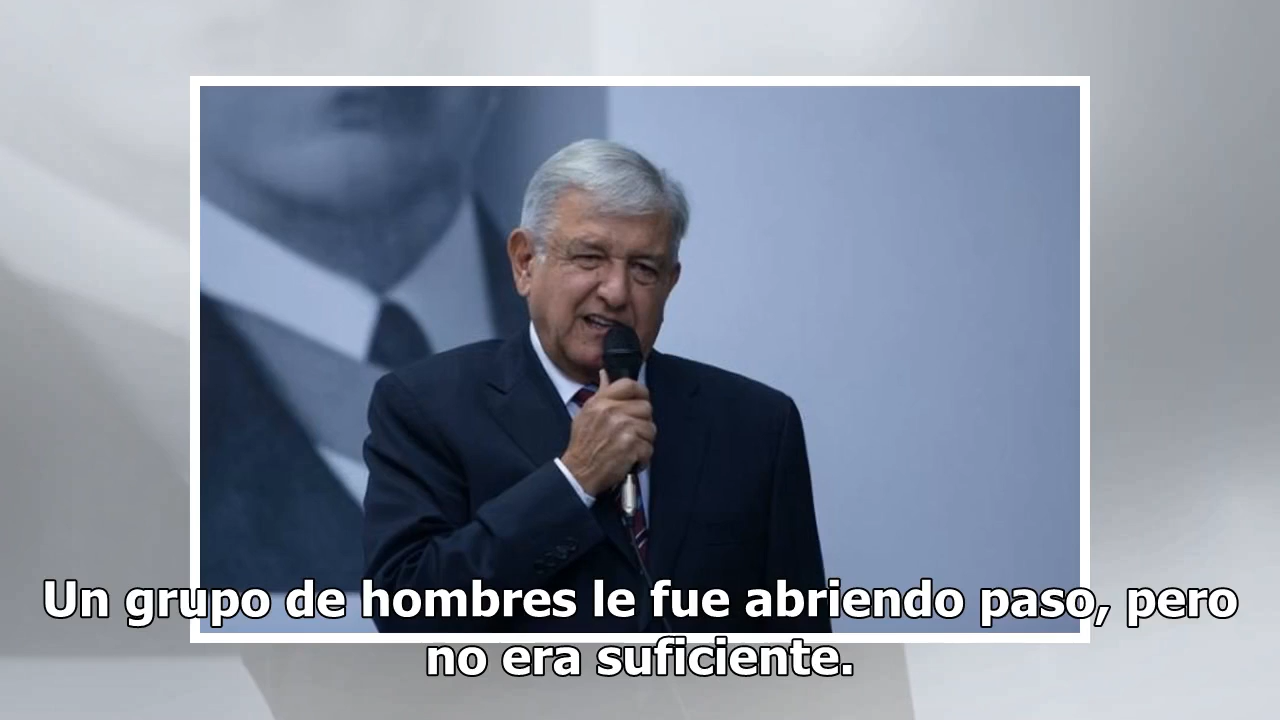 Un grupo de hombres le fue abriendo paso, pero
no era suficiente.